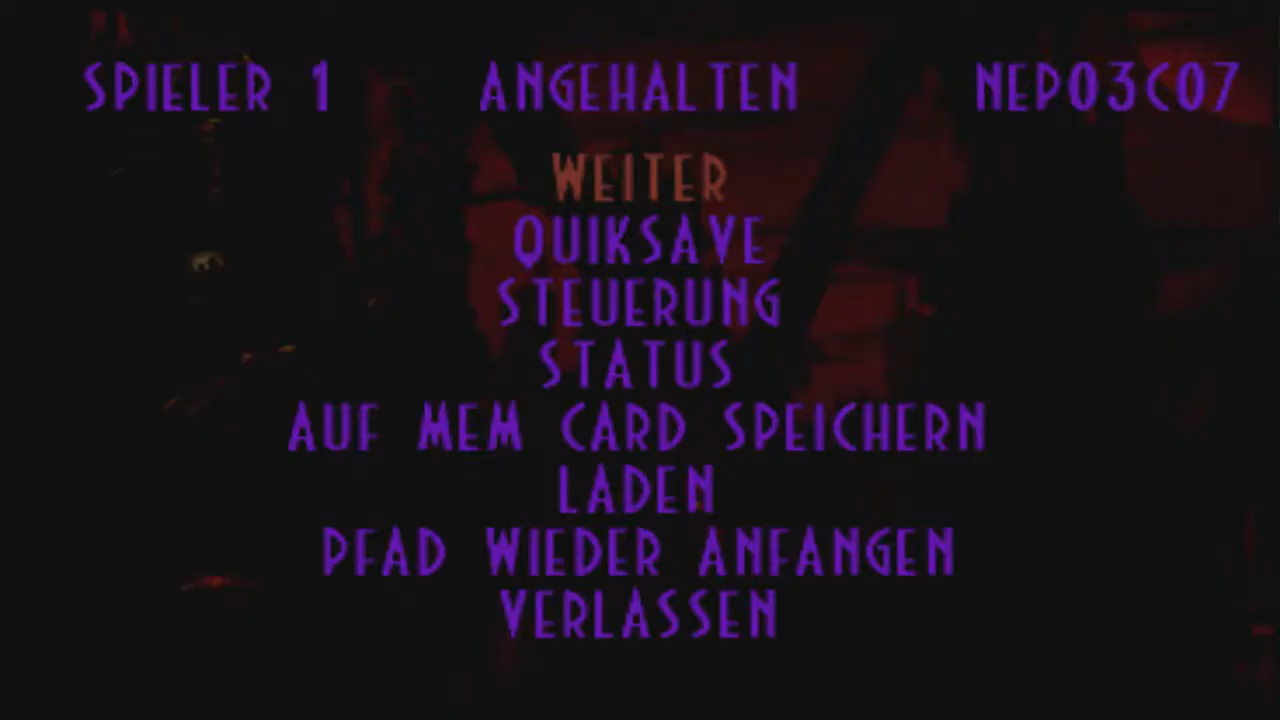 SPIELER 1 ANGEHALTEN NEP03C07
WEITER
QUIKSAVE
STEUERUNG
STATUS
AUF MEM CARD SPEICHERN
LADEN
PFAD WIEDER ANFANGEN
VERLASSEN